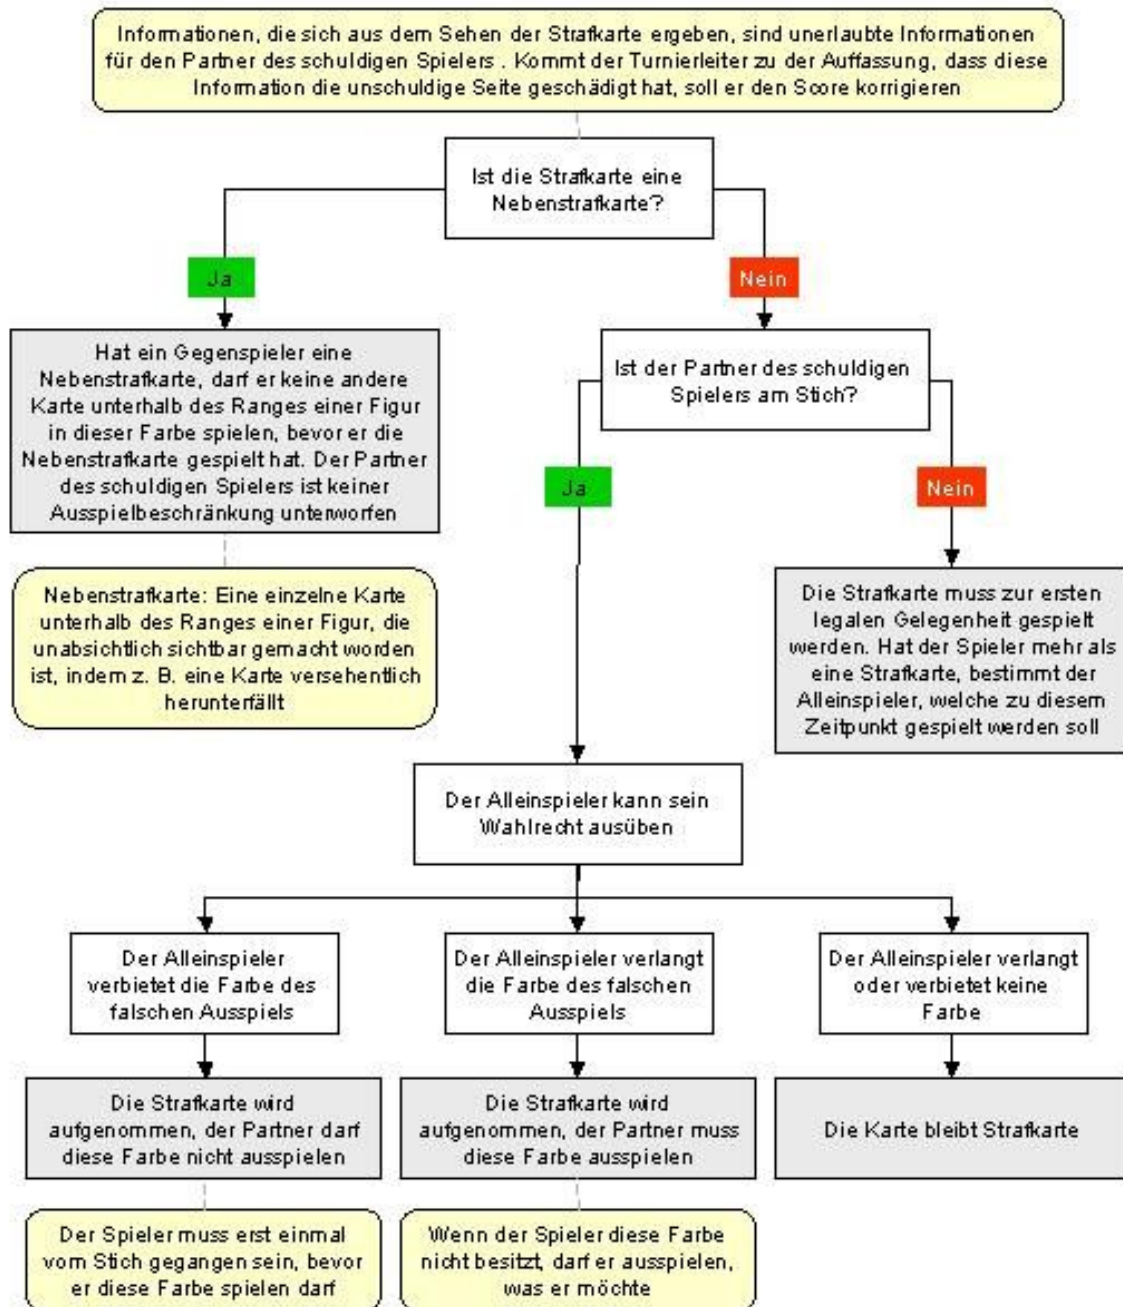 Informationen, die sich aus dem Sehen der Strafkarte ergeben, sind unerlaubte Informationen
für den Partner des schuldigen Spielers . Kommt der Turnierleiter zu der Auffassung, dass diese
Information die unschuldige Seite geschädigt hat, soll er den Score korrigieren
Ist die Strafkarte eine
Nebenstrafkarte?
Ja
Nein
Hat ein Gegenspieler eine
Nebenstrafkarte, darf er keine andere
Karte unterhalb des Ranges einer Figur
in dieser Farbe spielen, bevor er die
Nebenstrafkarte gespielt hat. Der Partner
des schuldigen Spielers ist keiner
Ausspielbeschränkung unterworfen
Ist der Partner des schuldigen
Spielers am Stich?
Ja
Nein
Nebenstrafkarte: Eine einzelne Karte
unterhalb des Ranges einer Figur, die
unabsichtlich sichtbar gemacht worden
ist, indem z. B. eine Karte versehentlich
herunterfällt
Die Strafkarte muss zur ersten
legalen Gelegenheit gespielt
werden. Hat der Spieler mehr als
eine Strafkarte, bestimmt der
Alleinspieler, welche zu diesem
Zeitpunkt gespielt werden soll
Der Alleinspieler kann sein
Wahlrecht ausüben
Der Alleinspieler
verbietet die Farbe des
falschen Ausspiels
Der Alleinspieler verlangt
die Farbe des falschen
Ausspiels
Der Alleinspieler verlangt
oder verbietet keine
Farbe
Die Strafkarte wird
aufgenommen, der Partner darf
diese Farbe nicht ausspielen
Die Strafkarte wird
aufgenommen, der Partner muss
diese Farbe ausspielen
Die Karte bleibt Strafkarte
Der Spieler muss erst einmal
vom Stich gegangen sein, bevor
er diese Farbe spielen darf
Wenn der Spieler diese Farbe
nicht besitzt, darf er ausspielen,
was er möchte